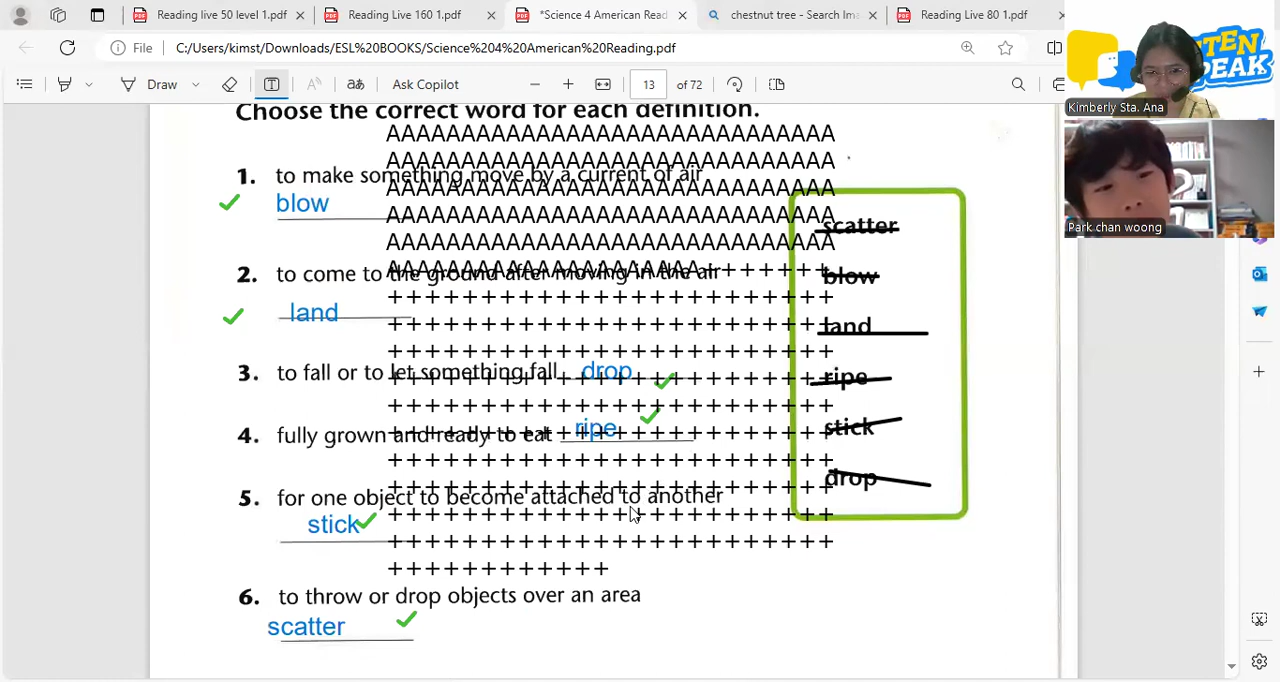 Reading live 50 level 1.pdf
Reading Live 160 1.pdf
*Science 4 American Read
chestnut tree - Search Ima
Reading Live 80 1.pdf
File
C:/Users/kimst/Downloads/ESL%20BOOKS/Science%204%20American%20Reading.pdf
Draw
Ask Copilot
13 of 72
TEN
PEAK
Kimberly Sta. Ana
Park chan woong
Choose the correct word for each definition.
1. to make something move by a current of air
blow
2. to come to the ground after moving in the air
land
3. to fall or to let something fall drop
4. fully grown and ready to eat ripe
5. for one object to become attached to another
stick
6. to throw or drop objects over an area
scatter
scatter
blow
land
ripe
stick
drop